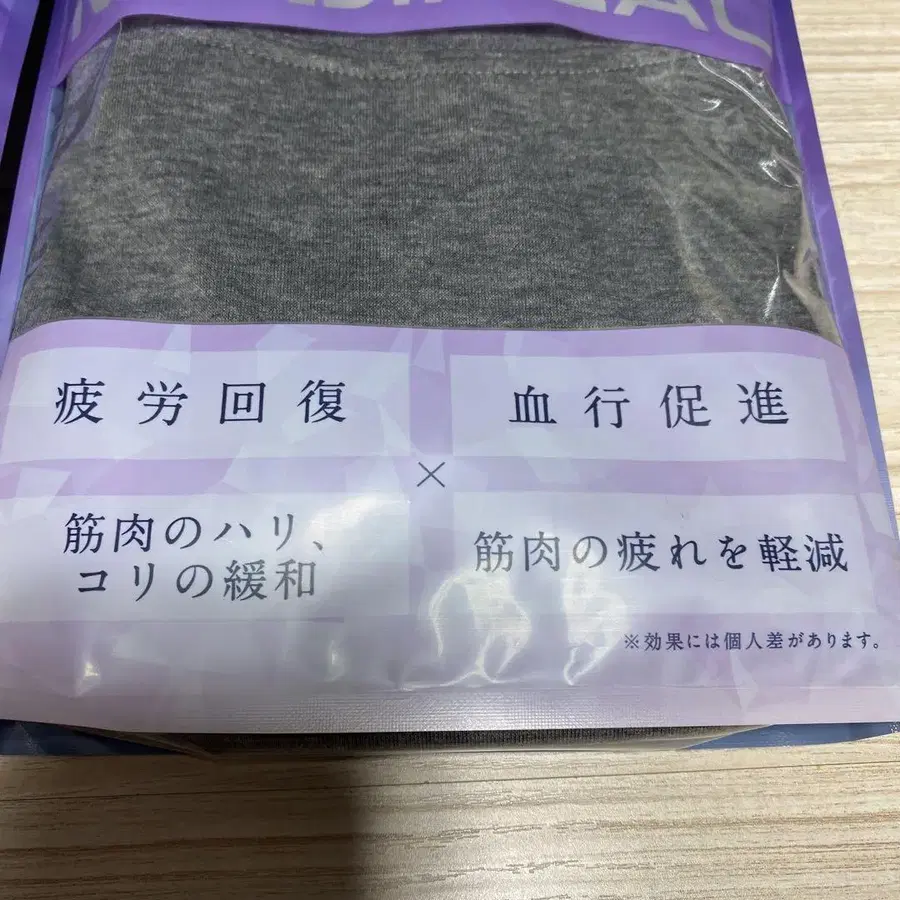 疲労回復
血行促進
×
筋肉のハリ、
コリの緩和
筋肉の疲れを軽減
※効果には個人差があります。